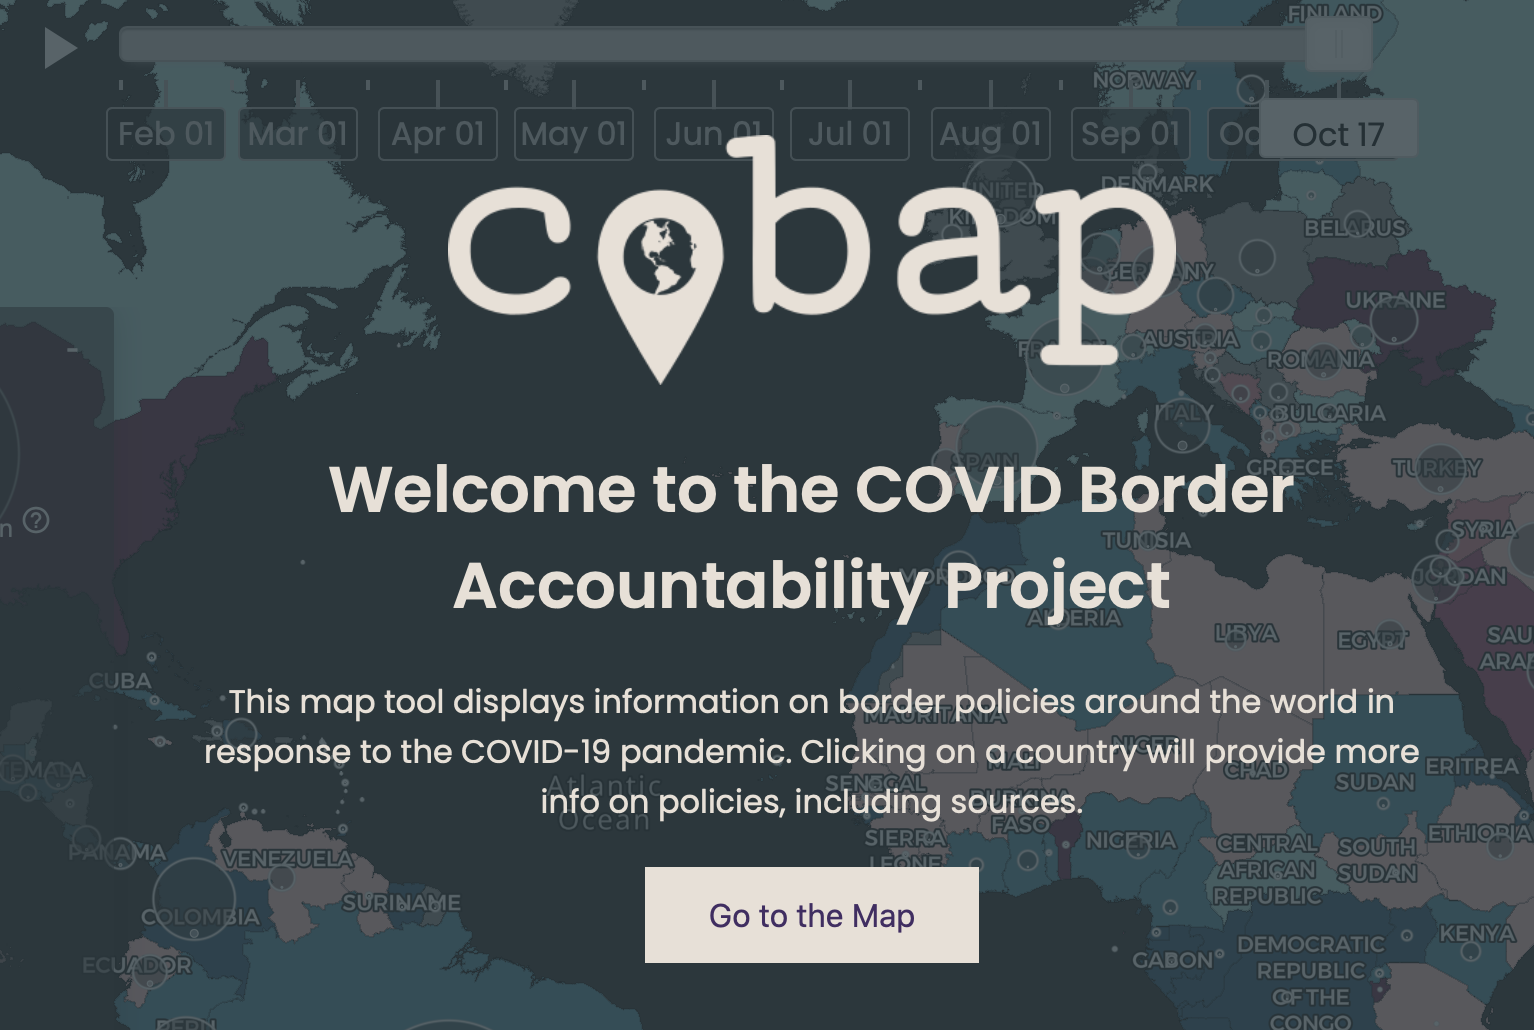 FINLAND
NORWAY
Feb 01 Mar 01 Apr 01 May 01 Jun 01 Jul 01 Aug 01 Sep 01 Oct 17
cobap
UNITED
KINGDOM
DENMARK
BELARUS
GERMANY
UKRAINE
AUSTRIA
ROMANIA
ITALY
BULGARIA
SPAIN
GREECE
TURKEY
Welcome to the COVID Border
Accountability Project
SYRIA
TUNISIA
JORDAN
ALGERIA
LIBYA
EGYPT
CUBA
This map tool displays information on border policies around the world in
response to the COVID-19 pandemic. Clicking on a country will provide more
info on policies, including sources.
MAURITANIA
MALI
NIGER
CHAD
SUDAN
ERITREA
SENEGAL
Atlantic
Ocean
BURKINA
FASO
SIERRA
LEONE
NIGERIA
CENTRAL
AFRICAN
REPUBLIC
SOUTH
SUDAN
ETHIOPIA
PANAMA
VENEZUELA
COLOMBIA
SURINAME
ECUADOR
Go to the Map
GABON
DEMOCRATIC
REPUBLIC
OF THE
CONGO
KENYA
PERU